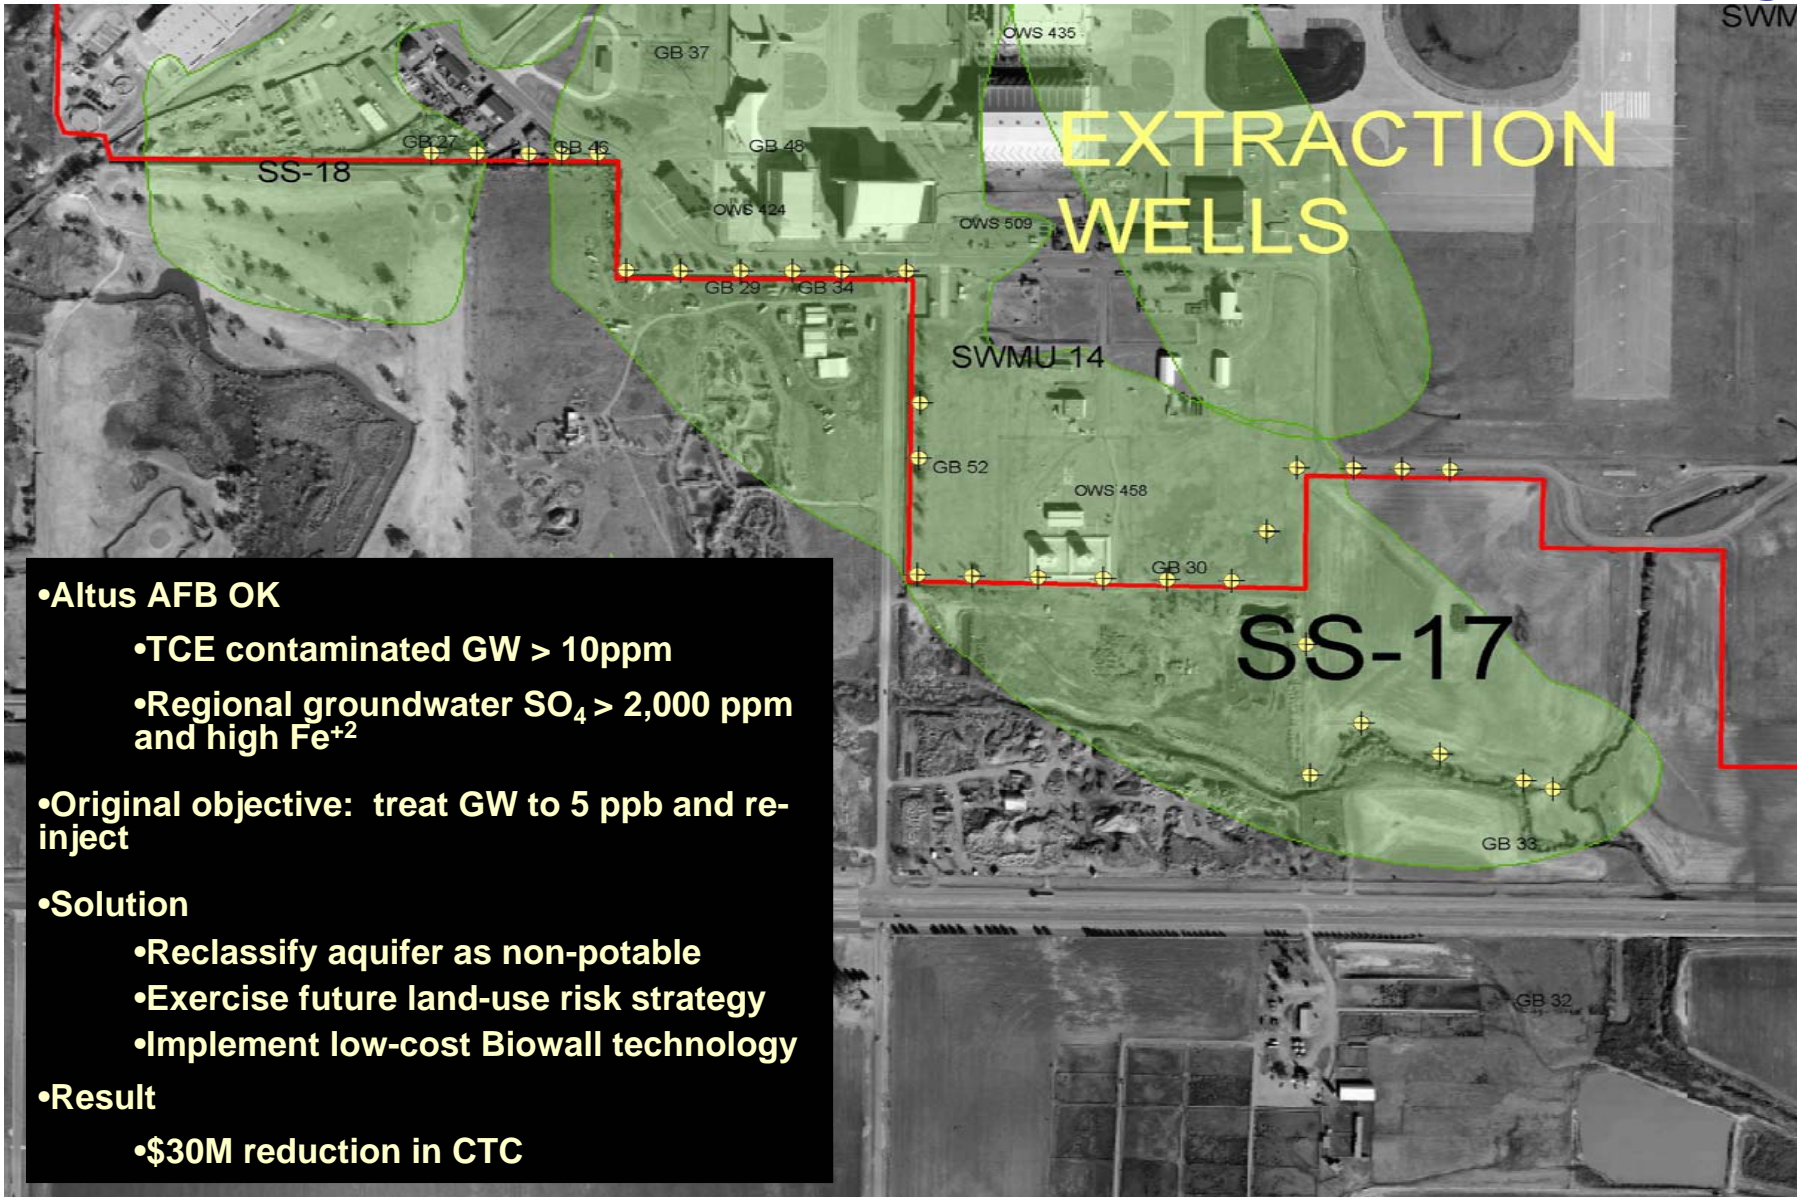 SWM
OWS 435
GB 37
EXTRACTION
WELLS
GB 27
GB 46
GB 48
SS-18
OWS 424
OWS 509
GB 29
GB 34
SWMU 14
GB 52
OWS 458
GB 30
SS-17
GB 33
GB 32
•Altus AFB OK
•TCE contaminated GW > 10ppm
•Regional groundwater SO₄ > 2,000 ppm
and high Fe⁺²
•Original objective:  treat GW to 5 ppb and re-
inject
•Solution
•Reclassify aquifer as non-potable
•Exercise future land-use risk strategy
•Implement low-cost Biowall technology
•Result
•$30M reduction in CTC